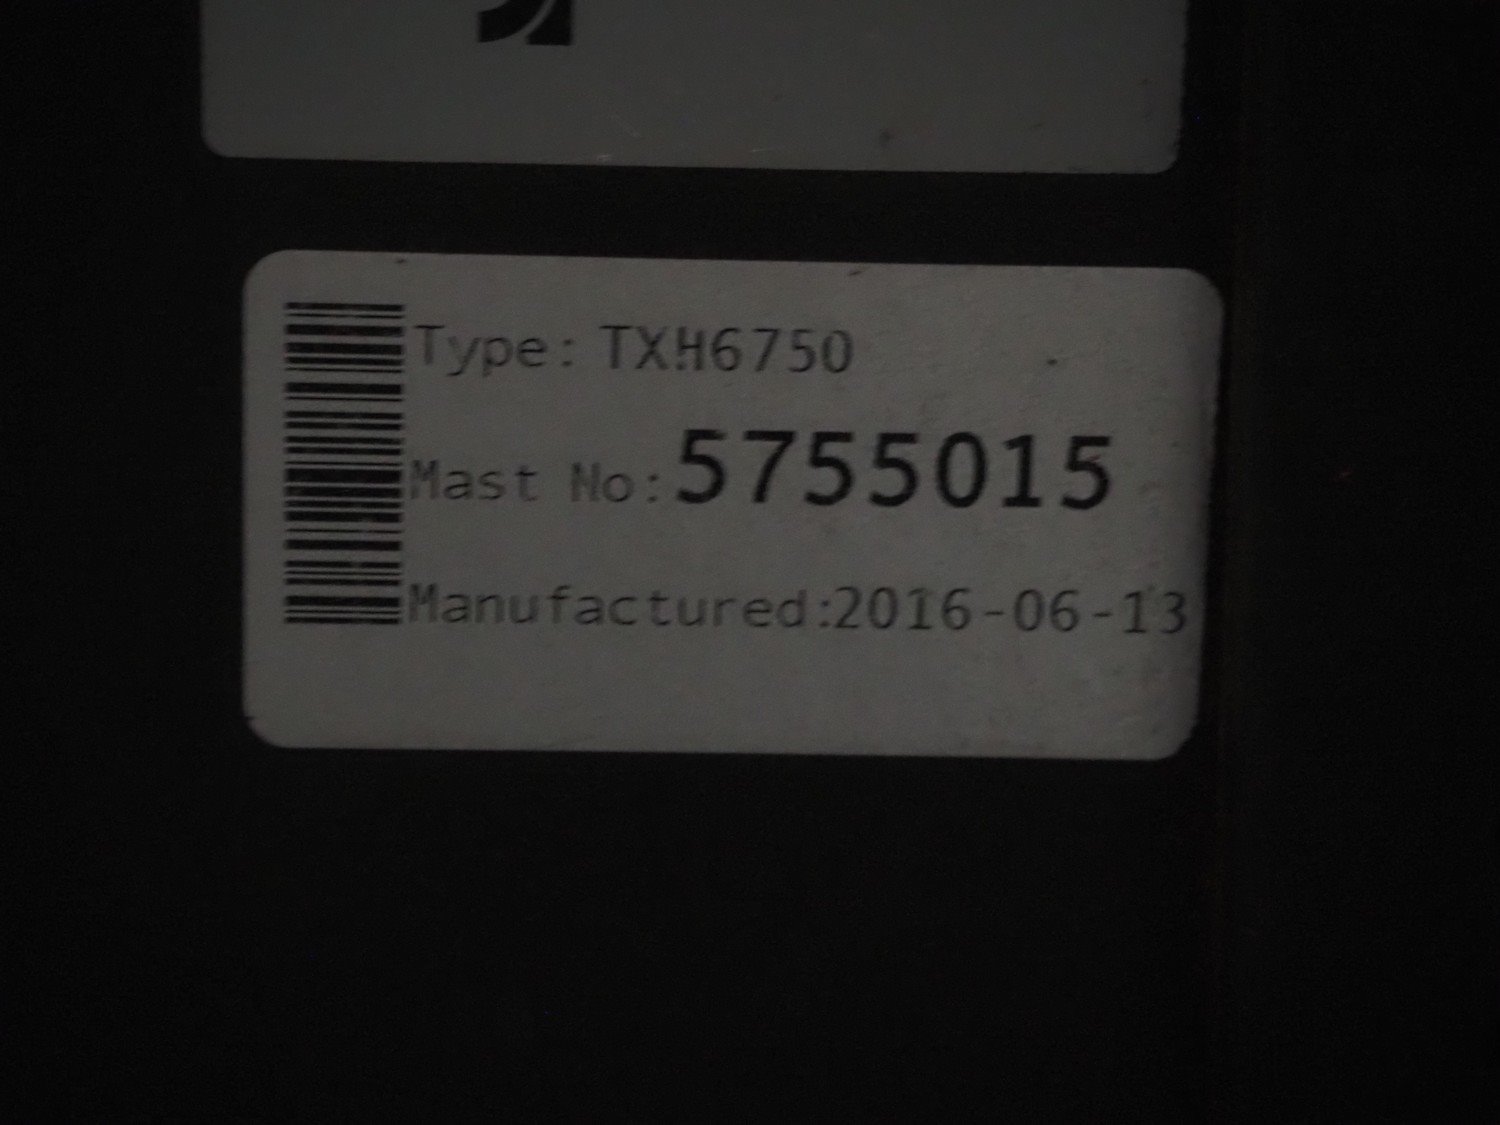 Type: TXH6750
Mast No:5755015
Manufactured:2016-06-13